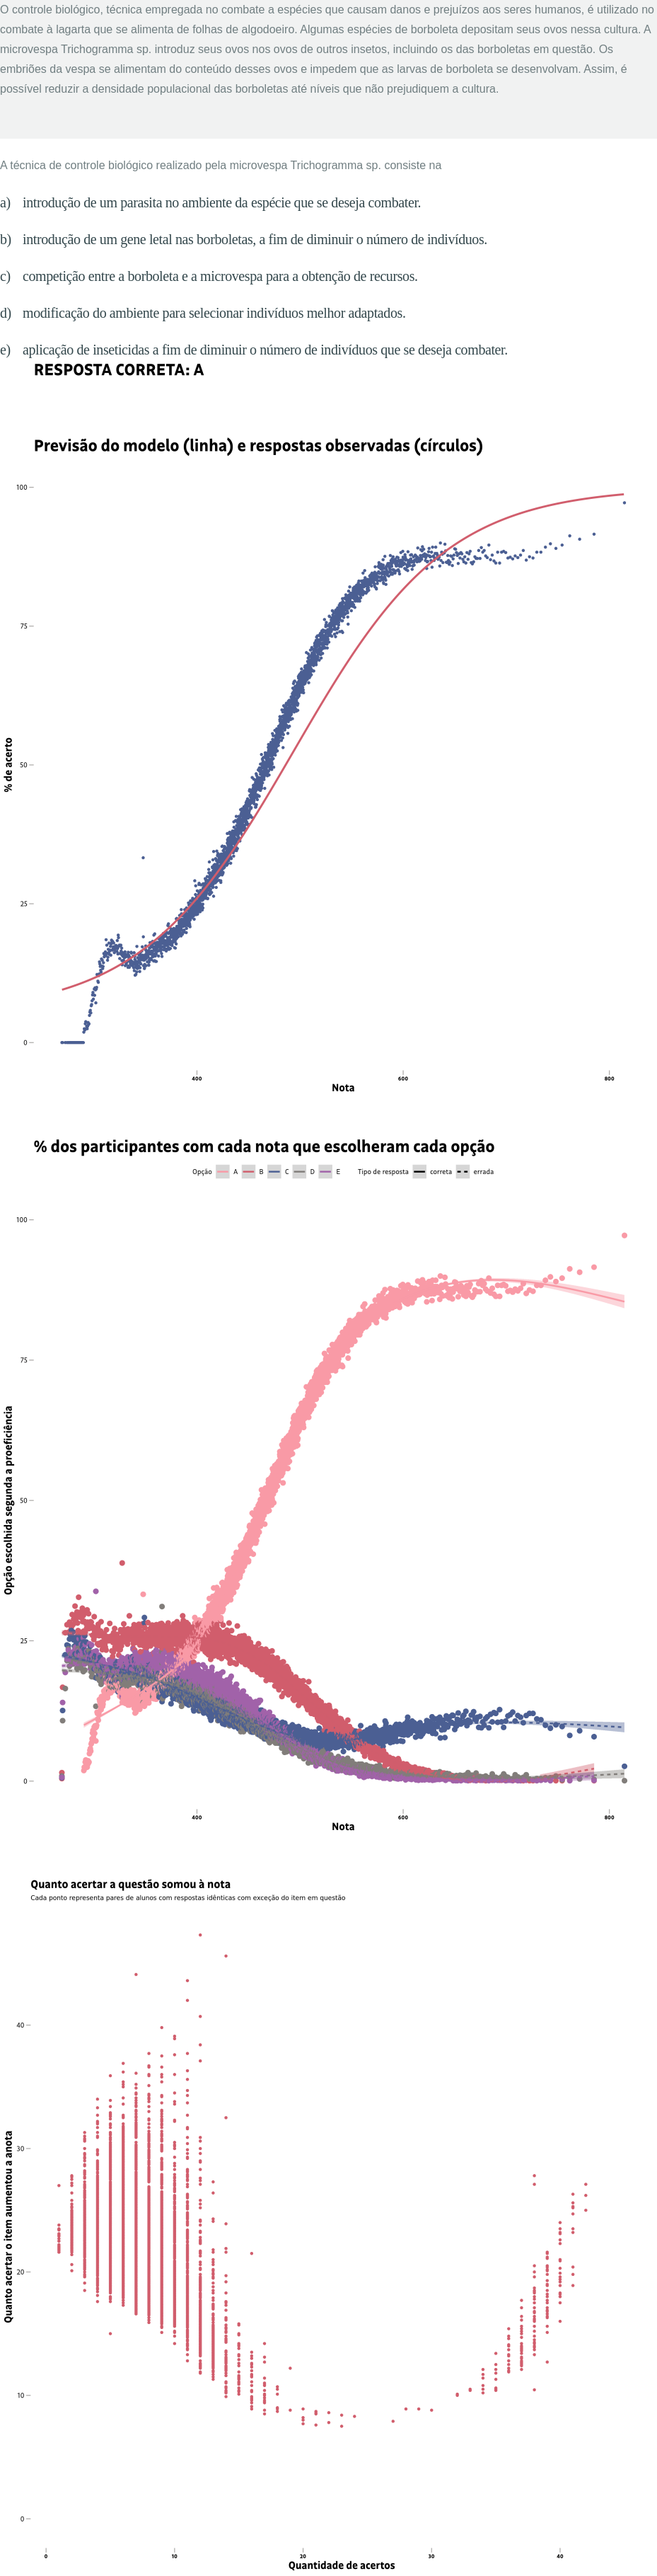 O controle biológico, técnica empregada no combate a espécies que causam danos e prejuízos aos seres humanos, é utilizado no
combate à lagarta que se alimenta de folhas de algodoeiro. Algumas espécies de borboleta depositam seus ovos nessa cultura. A
microvespa Trichogramma sp. introduz seus ovos nos ovos de outros insetos, incluindo os das borboletas em questão. Os
embriões da vespa se alimentam do conteúdo desses ovos e impedem que as larvas de borboleta se desenvolvam. Assim, é
possível reduzir a densidade populacional das borboletas até níveis que não prejudiquem a cultura.
A técnica de controle biológico realizado pela microvespa Trichogramma sp. consiste na
a) introdução de um parasita no ambiente da espécie que se deseja combater.
b) introdução de um gene letal nas borboletas, a fim de diminuir o número de indivíduos.
c) competição entre a borboleta e a microvespa para a obtenção de recursos.
d) modificação do ambiente para selecionar indivíduos melhor adaptados.
e) aplicação de inseticidas a fim de diminuir o número de indivíduos que se deseja combater.
RESPOSTA CORRETA: A
Previsão do modelo (linha) e respostas observadas (círculos)
100
75
50
25
0
% de acerto
400 600 800
Nota
% dos participantes com cada nota que escolheram cada opção
Opção A B C D E Tipo de resposta correta errada
100
75
50
25
0
Opção escolhida segunda a proeficiência
400 600 800
Nota
Quanto acertar a questão somou à nota
Cada ponto representa pares de alunos com respostas idênticas com exceção do item em questão
40
30
20
10
0
Quanto acertar o item aumentou a anota
0 10 20 30 40
Quantidade de acertos